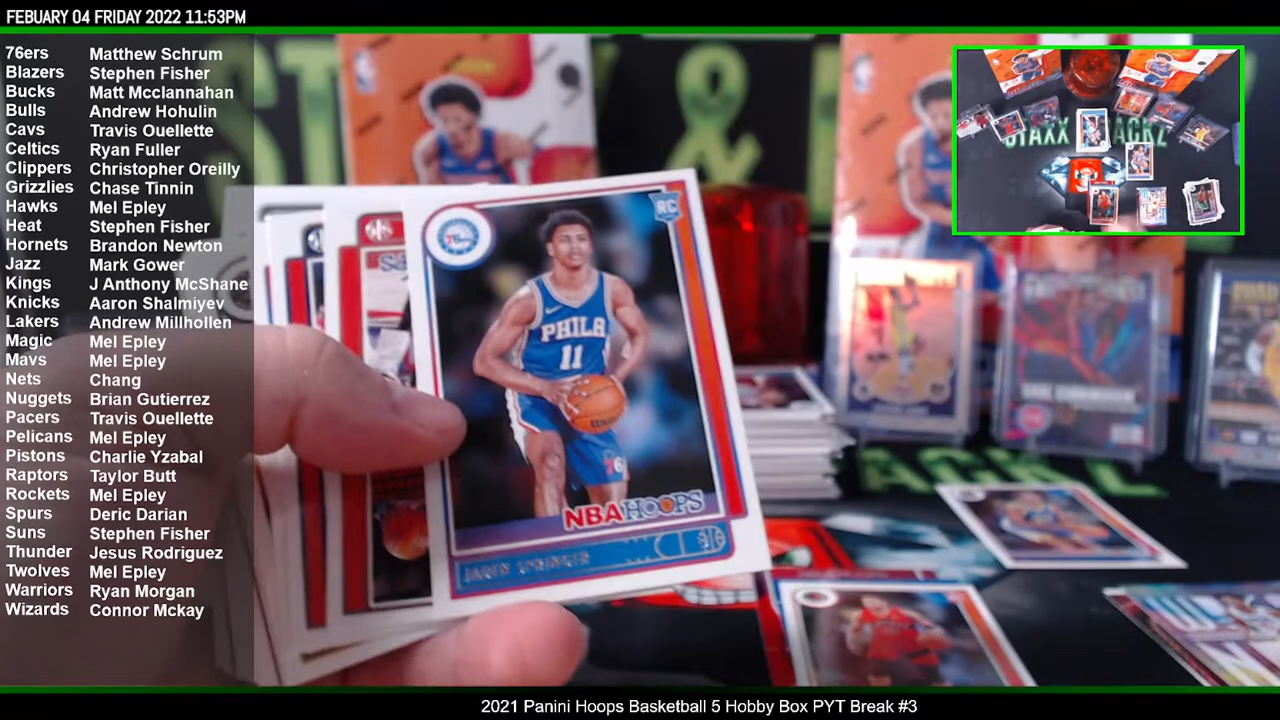 FEBUARY 04 FRIDAY 2022 11:53PM
76ers Matthew Schrum
Blazers Stephen Fisher
Bucks Matt Mcclannahan
Bulls Andrew Hohulin
Cavs Travis Ouellette
Celtics Ryan Fuller
Clippers Christopher Oreilly
Grizzlies Chase Tinnin
Hawks Mel Epley
Heat Stephen Fisher
Hornets Brandon Newton
Jazz Mark Gower
Kings J Anthony McShane
Knicks Aaron Shalmiyev
Lakers Andrew Millhollen
Magic Mel Epley
Mavs Mel Epley
Nets Chang
Nuggets Brian Gutierrez
Pacers Travis Ouellette
Pelicans Mel Epley
Pistons Charlie Yzabal
Raptors Taylor Butt
Rockets Mel Epley
Spurs Deric Darian
Suns Stephen Fisher
Thunder Jesus Rodriguez
Twolves Mel Epley
Warriors Ryan Morgan
Wizards Connor Mckay
RC
PHILA
11
NBA HOOPS
JADEN SPRINGER
2021 Panini Hoops Basketball 5 Hobby Box PYT Break #3